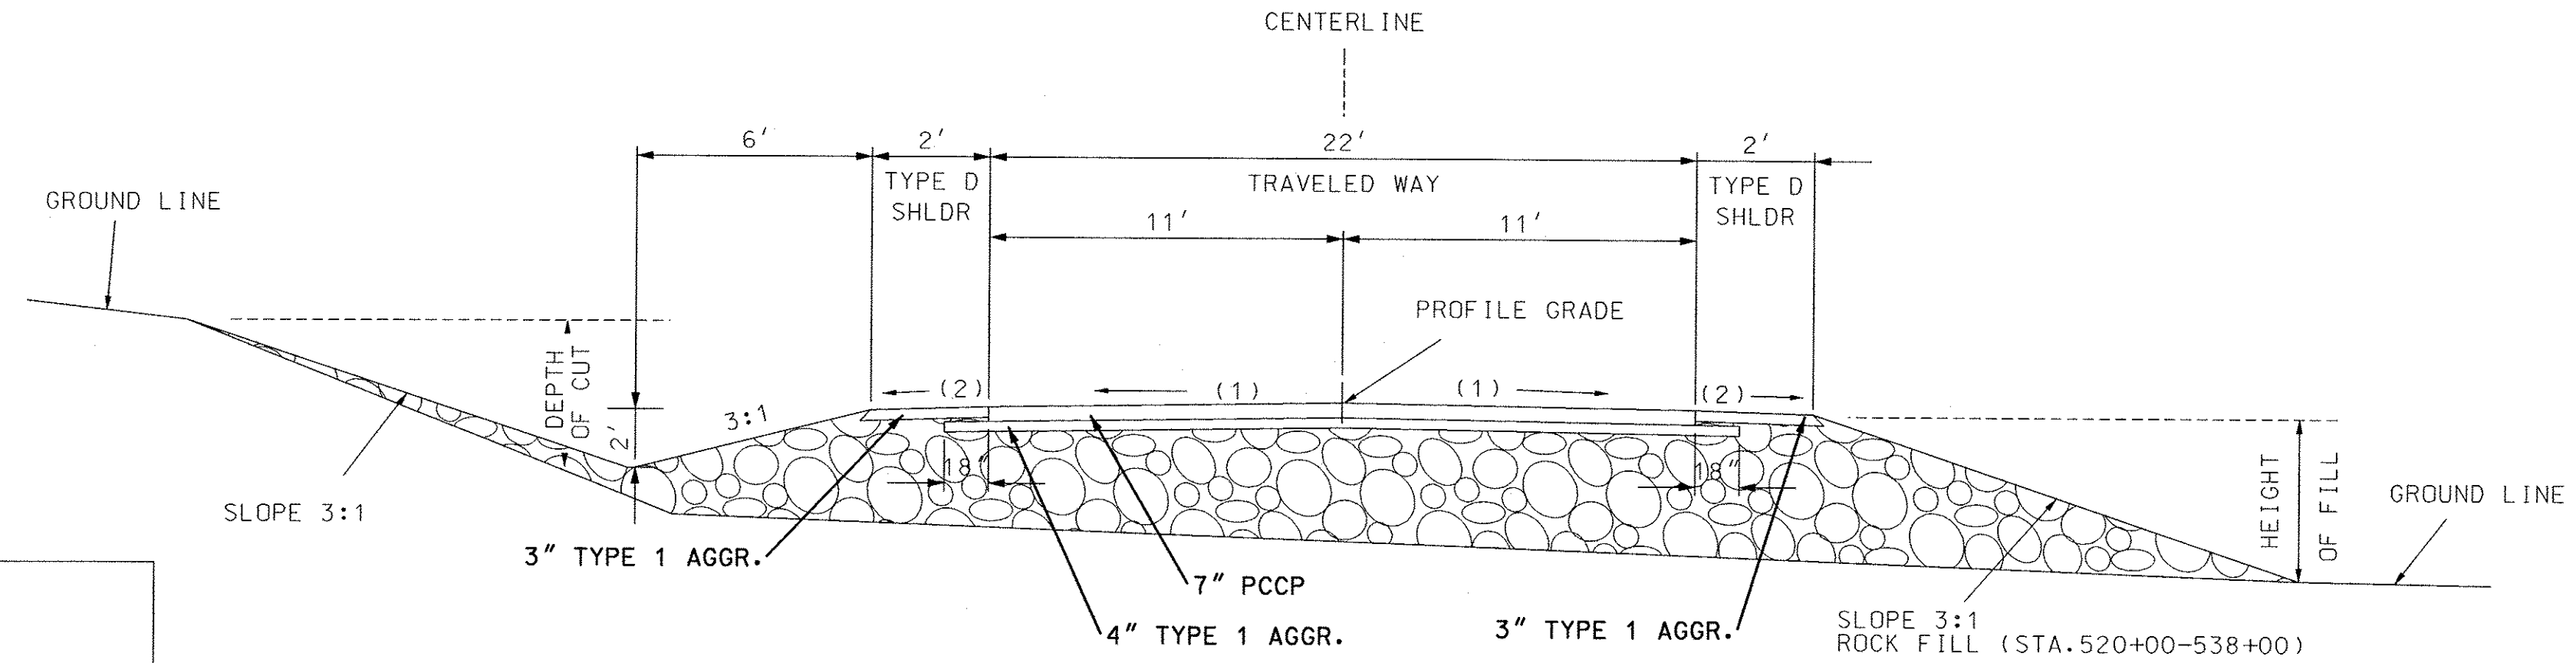 CENTERLINE
6' 2' 22' 2'
GROUND LINE
TYPE D
SHLDR
TRAVELED WAY
TYPE D
SHLDR
11' 11'
PROFILE GRADE
DEPTH
OF CUT
2'
3:1
(2) (1) (1) (2)
18" 18"
SLOPE 3:1
HEIGHT
OF FILL
GROUND LINE
3" TYPE 1 AGGR.
7" PCCP
4" TYPE 1 AGGR.
3" TYPE 1 AGGR.
SLOPE 3:1
ROCK FILL (STA.520+00-538+00)